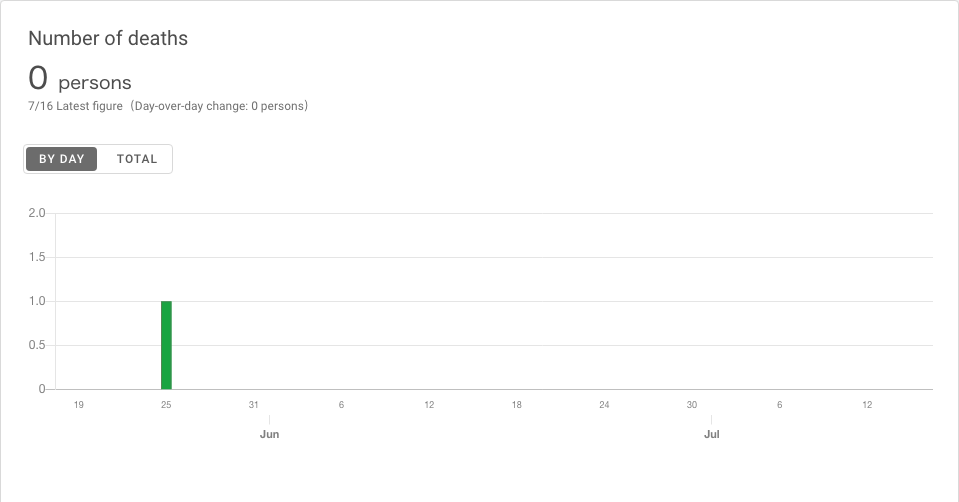 Number of deaths
0 persons
7/16 Latest figure（Day-over-day change: 0 persons）
BY DAY TOTAL
2.0
1.5
1.0
0.5
0
19 25 31 6 12 18 24 30 6 12
Jun Jul